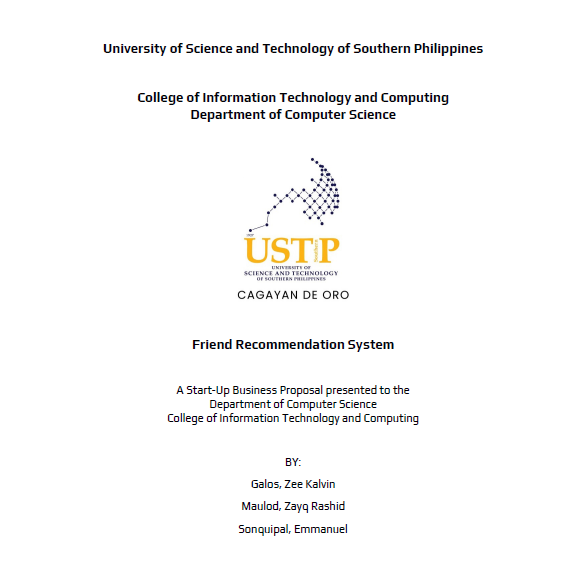 University of Science and Technology of Southern Philippines
College of Information Technology and Computing
Department of Computer Science
USTP
Southern
UNIVERSITY OF
SCIENCE AND TECHNOLOGY
OF SOUTHERN PHILIPPINES
CAGAYAN DE ORO
Friend Recommendation System
A Start-Up Business Proposal presented to the
Department of Computer Science
College of Information Technology and Computing
BY:
Galos, Zee Kalvin
Maulod, Zayq Rashid
Sonquipal, Emmanuel